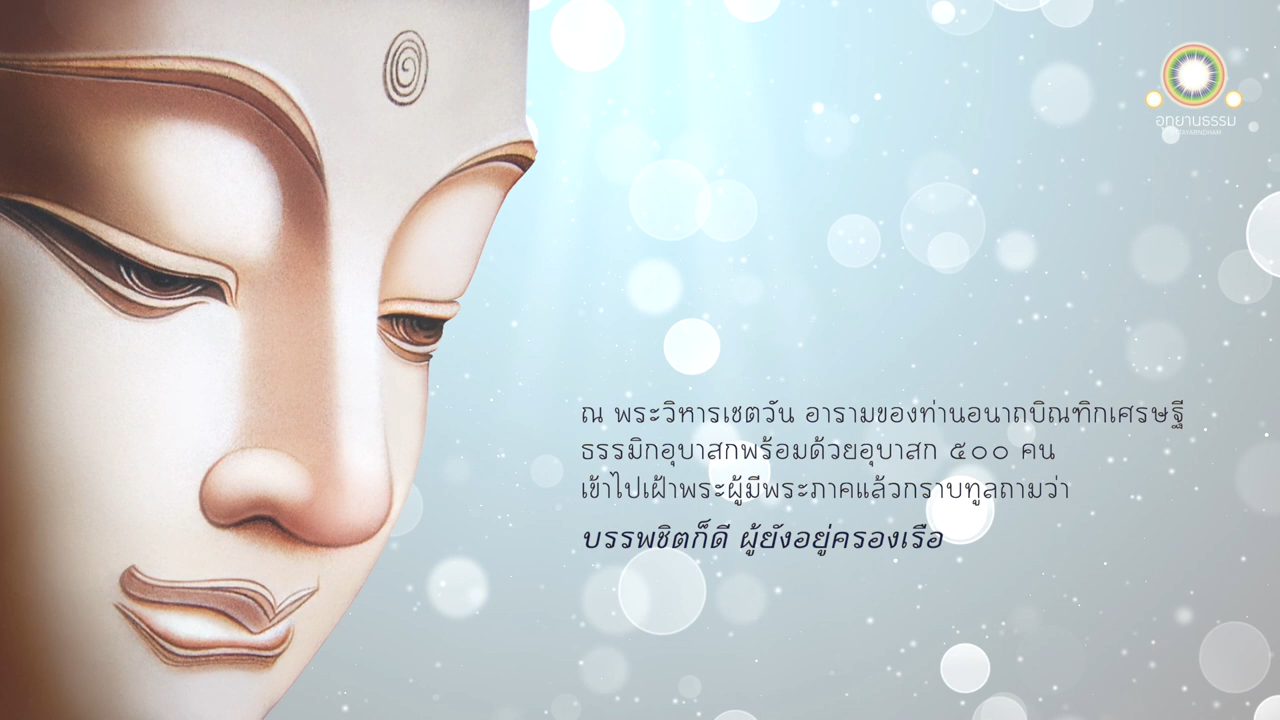 อุทยานธรรม
ณ พระวิหารเชตวัน อารามของท่านอนาถบิณฑิกเศรษฐี
ธรรมิกอุบาสกพร้อมด้วยอุบาสก ๕๐๐ คน
เข้าไปเฝ้าพระผู้มีพระภาคแล้วกราบทูลถามว่า
บรรพชิตก็ดี ผู้ยังอยู่ครองเรือ